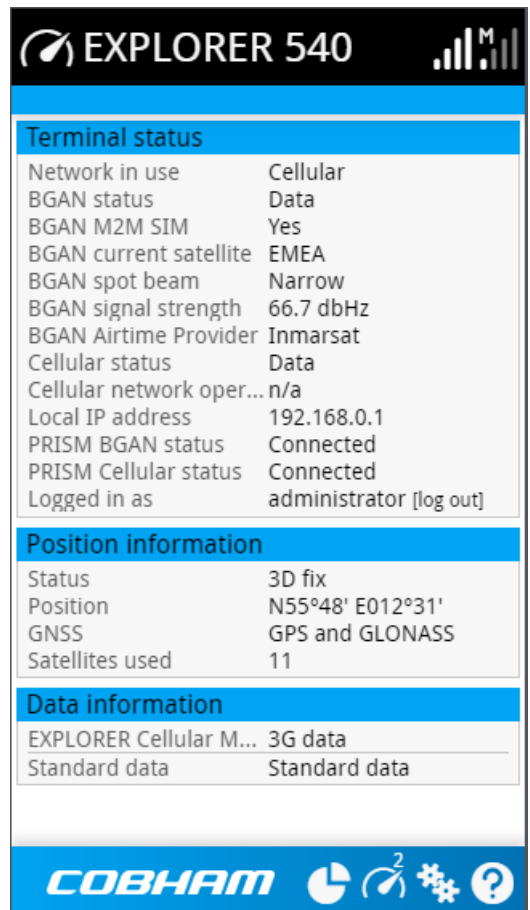 EXPLORER 540
M
Terminal status
Network in use Cellular
BGAN status Data
BGAN M2M SIM Yes
BGAN current satellite EMEA
BGAN spot beam Narrow
BGAN signal strength 66.7 dbHz
BGAN Airtime Provider Inmarsat
Cellular status Data
Cellular network oper... n/a
Local IP address 192.168.0.1
PRISM BGAN status Connected
PRISM Cellular status Connected
Logged in as administrator [log out]
Position information
Status 3D fix
Position N55°48' E012°31'
GNSS GPS and GLONASS
Satellites used 11
Data information
EXPLORER Cellular M... 3G data
Standard data Standard data
COBHAM 2 ?